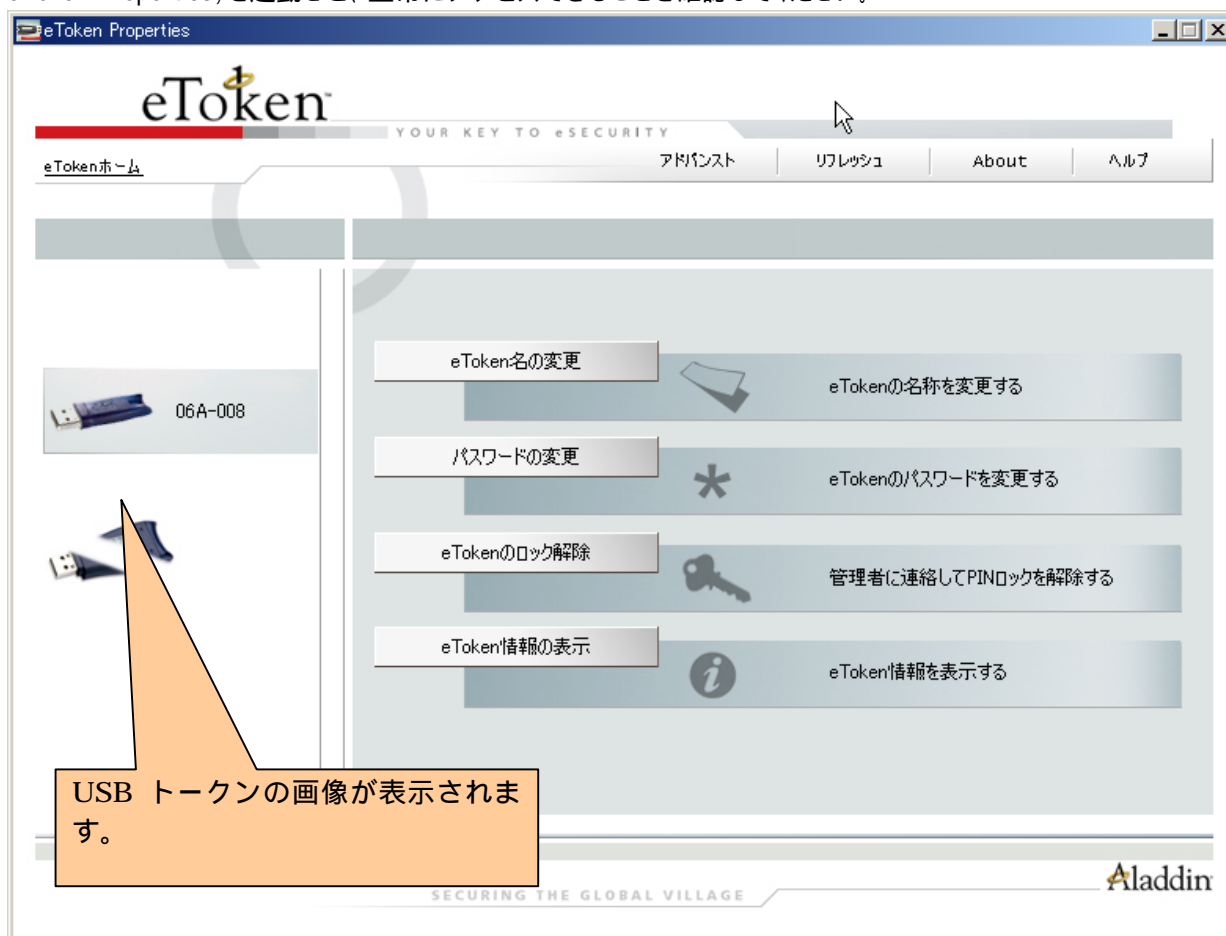 eToken Properties
eToken
YOUR KEY TO eSECURITY
eTokenホーム
アドバンスト
リフレッシュ
About
ヘルプ
06A-008
eToken名の変更
eTokenの名称を変更する
パスワードの変更
eTokenのパスワードを変更する
eTokenのロック解除
管理者に連絡してPINロックを解除する
eToken情報の表示
eToken情報を表示する
USB トークンの画像が表示されま
す。
SECURING THE GLOBAL VILLAGE
Aladdin